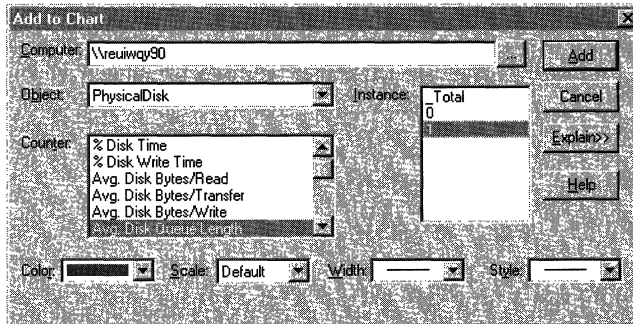 Add to Chart
Computer: \\reuiwqy90 ... Add
Object: PhysicalDisk Instance: _Total Cancel
0
1
Counter: % Disk Time Explain>>
% Disk Write Time
Avg. Disk Bytes/Read
Avg. Disk Bytes/Transfer Help
Avg. Disk Bytes/Write
Avg. Disk Queue Length
Color: Scale: Default Width: Style: